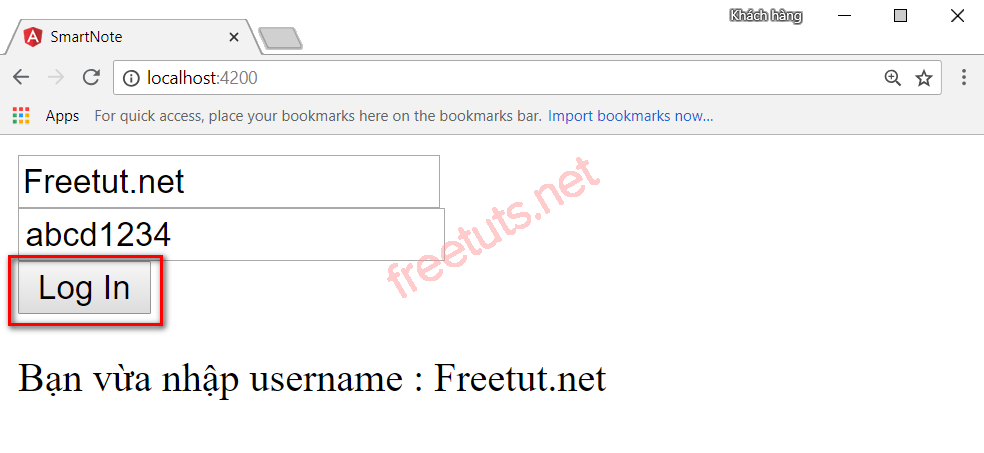 Khách hàng
SmartNote
localhost:4200
Apps For quick access, place your bookmarks here on the bookmarks bar. Import bookmarks now...
Freetut.net
abcd1234
Log In
Bạn vừa nhập username : Freetut.net
freetuts.net